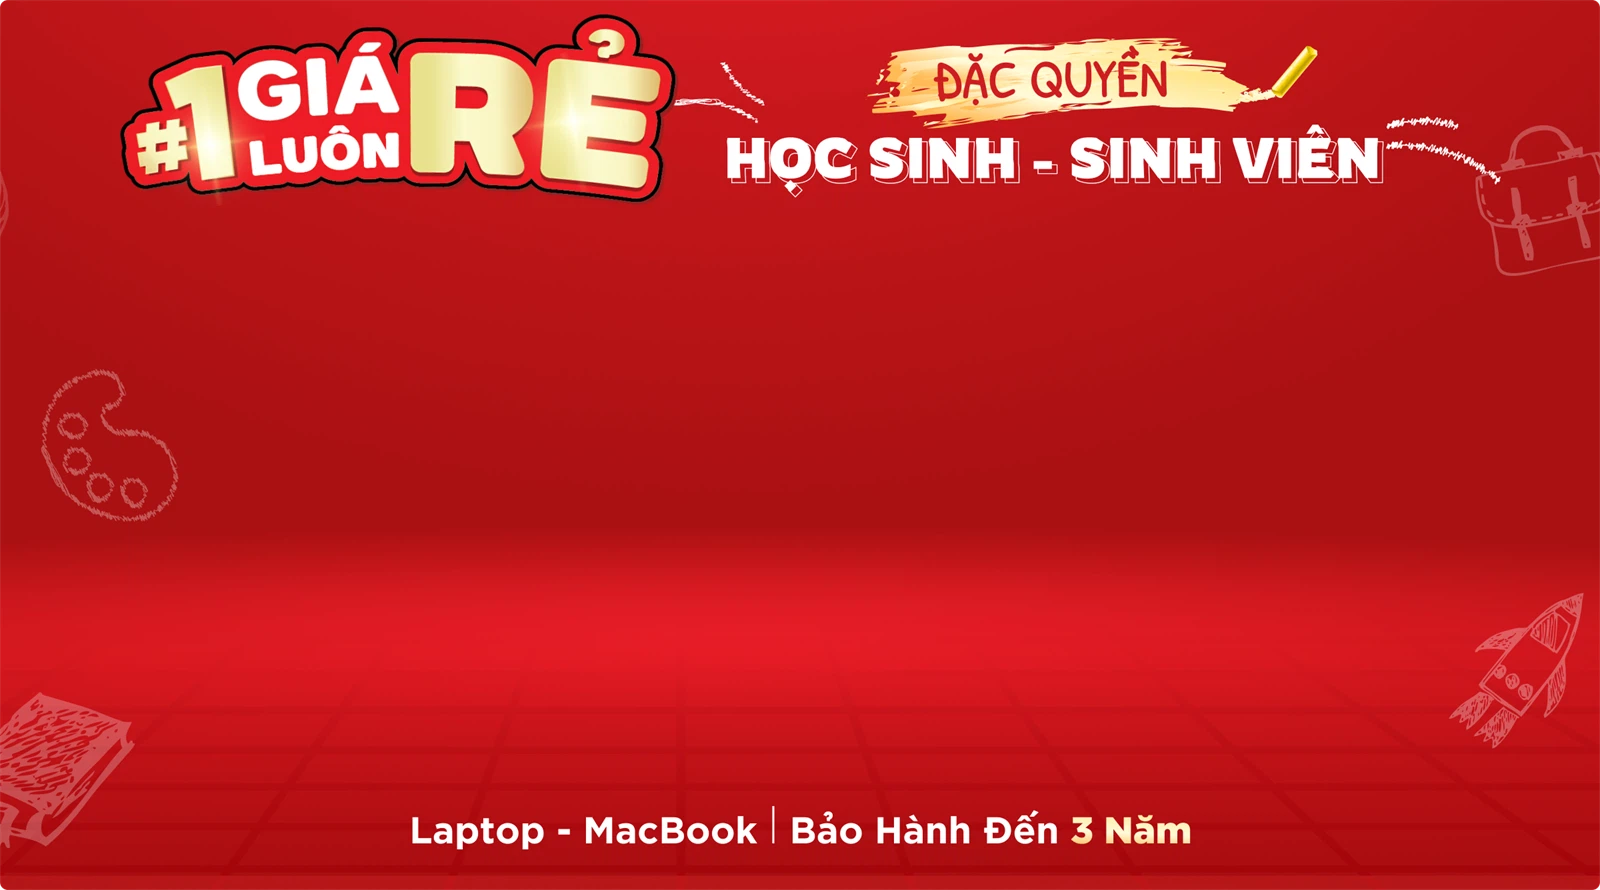 #1 GIÁ LUÔN RẺ
ĐẶC QUYỀN
HỌC SINH - SINH VIÊN
Laptop - MacBook | Bảo Hành Đến 3 Năm